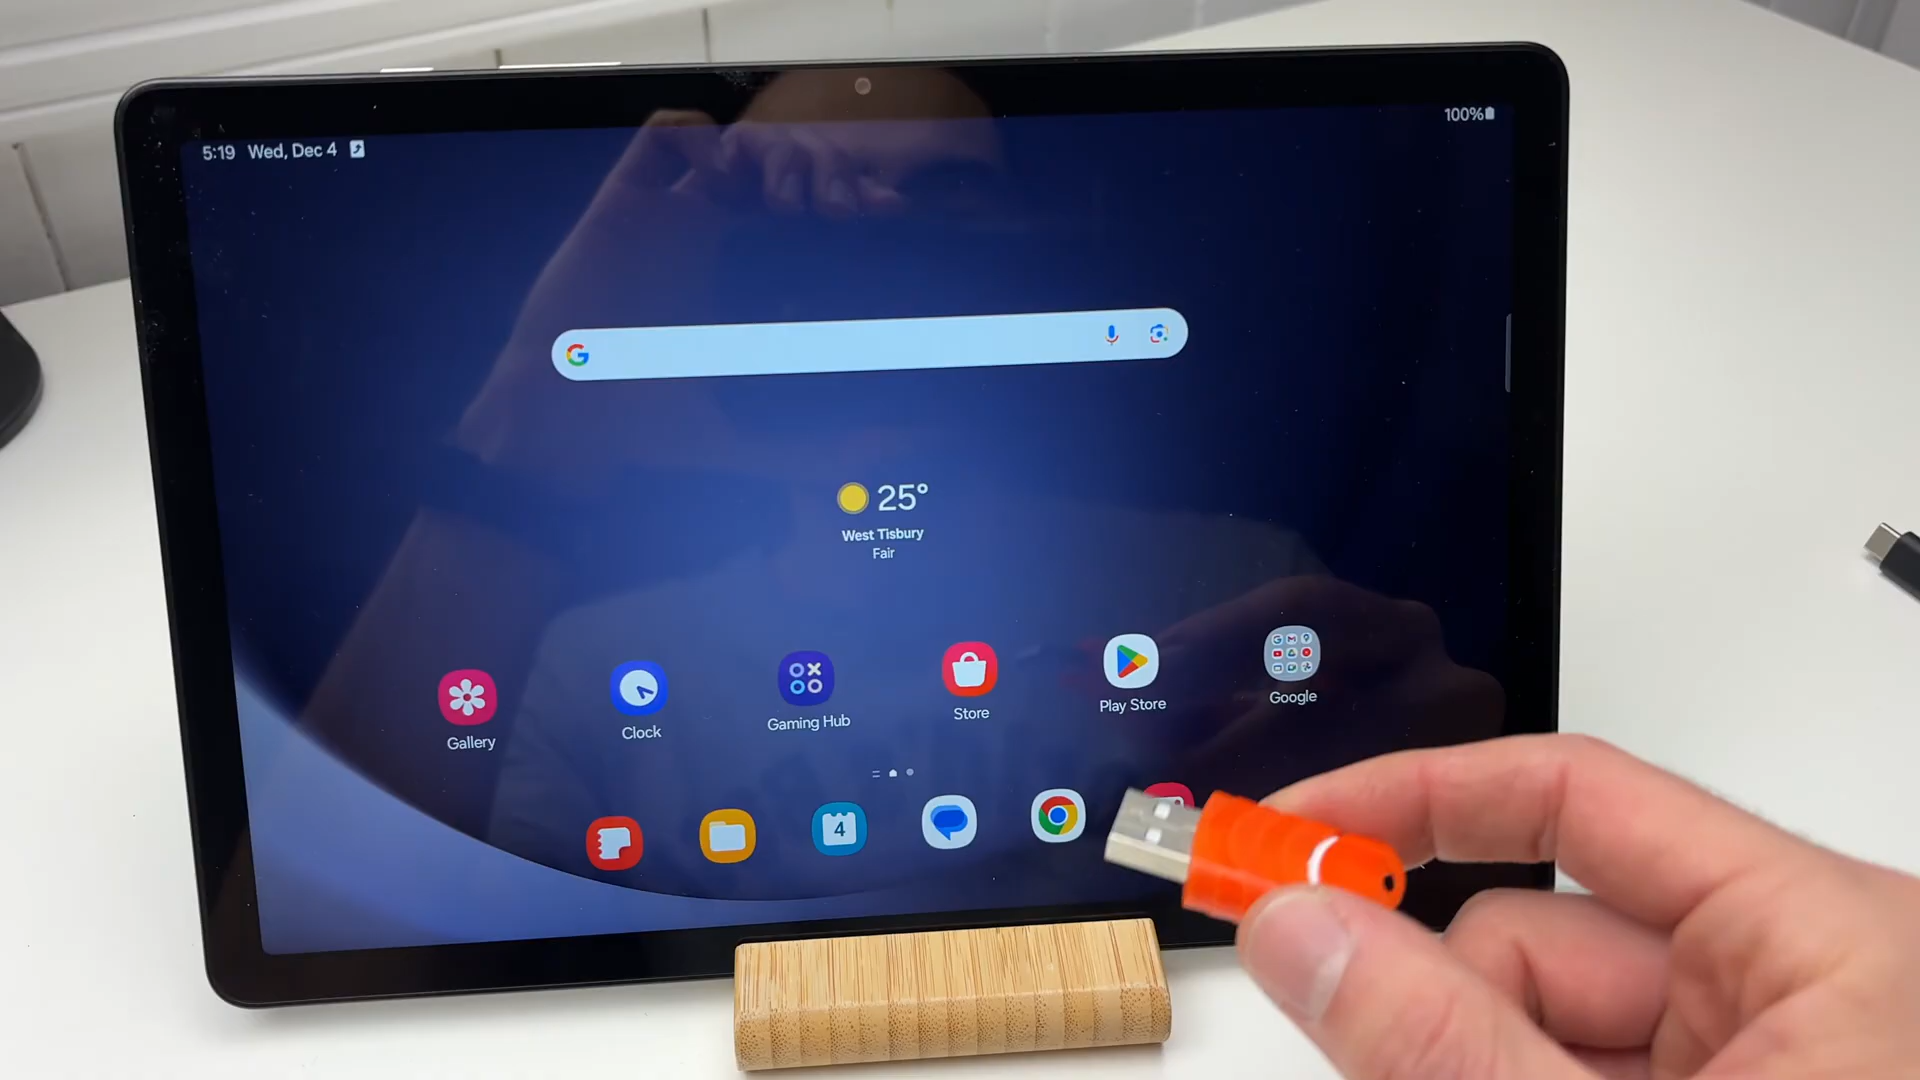 5:19 Wed, Dec 4
100%
25°
West Tisbury
Fair
Gallery
Clock
Gaming Hub
Store
Play Store
Google
4